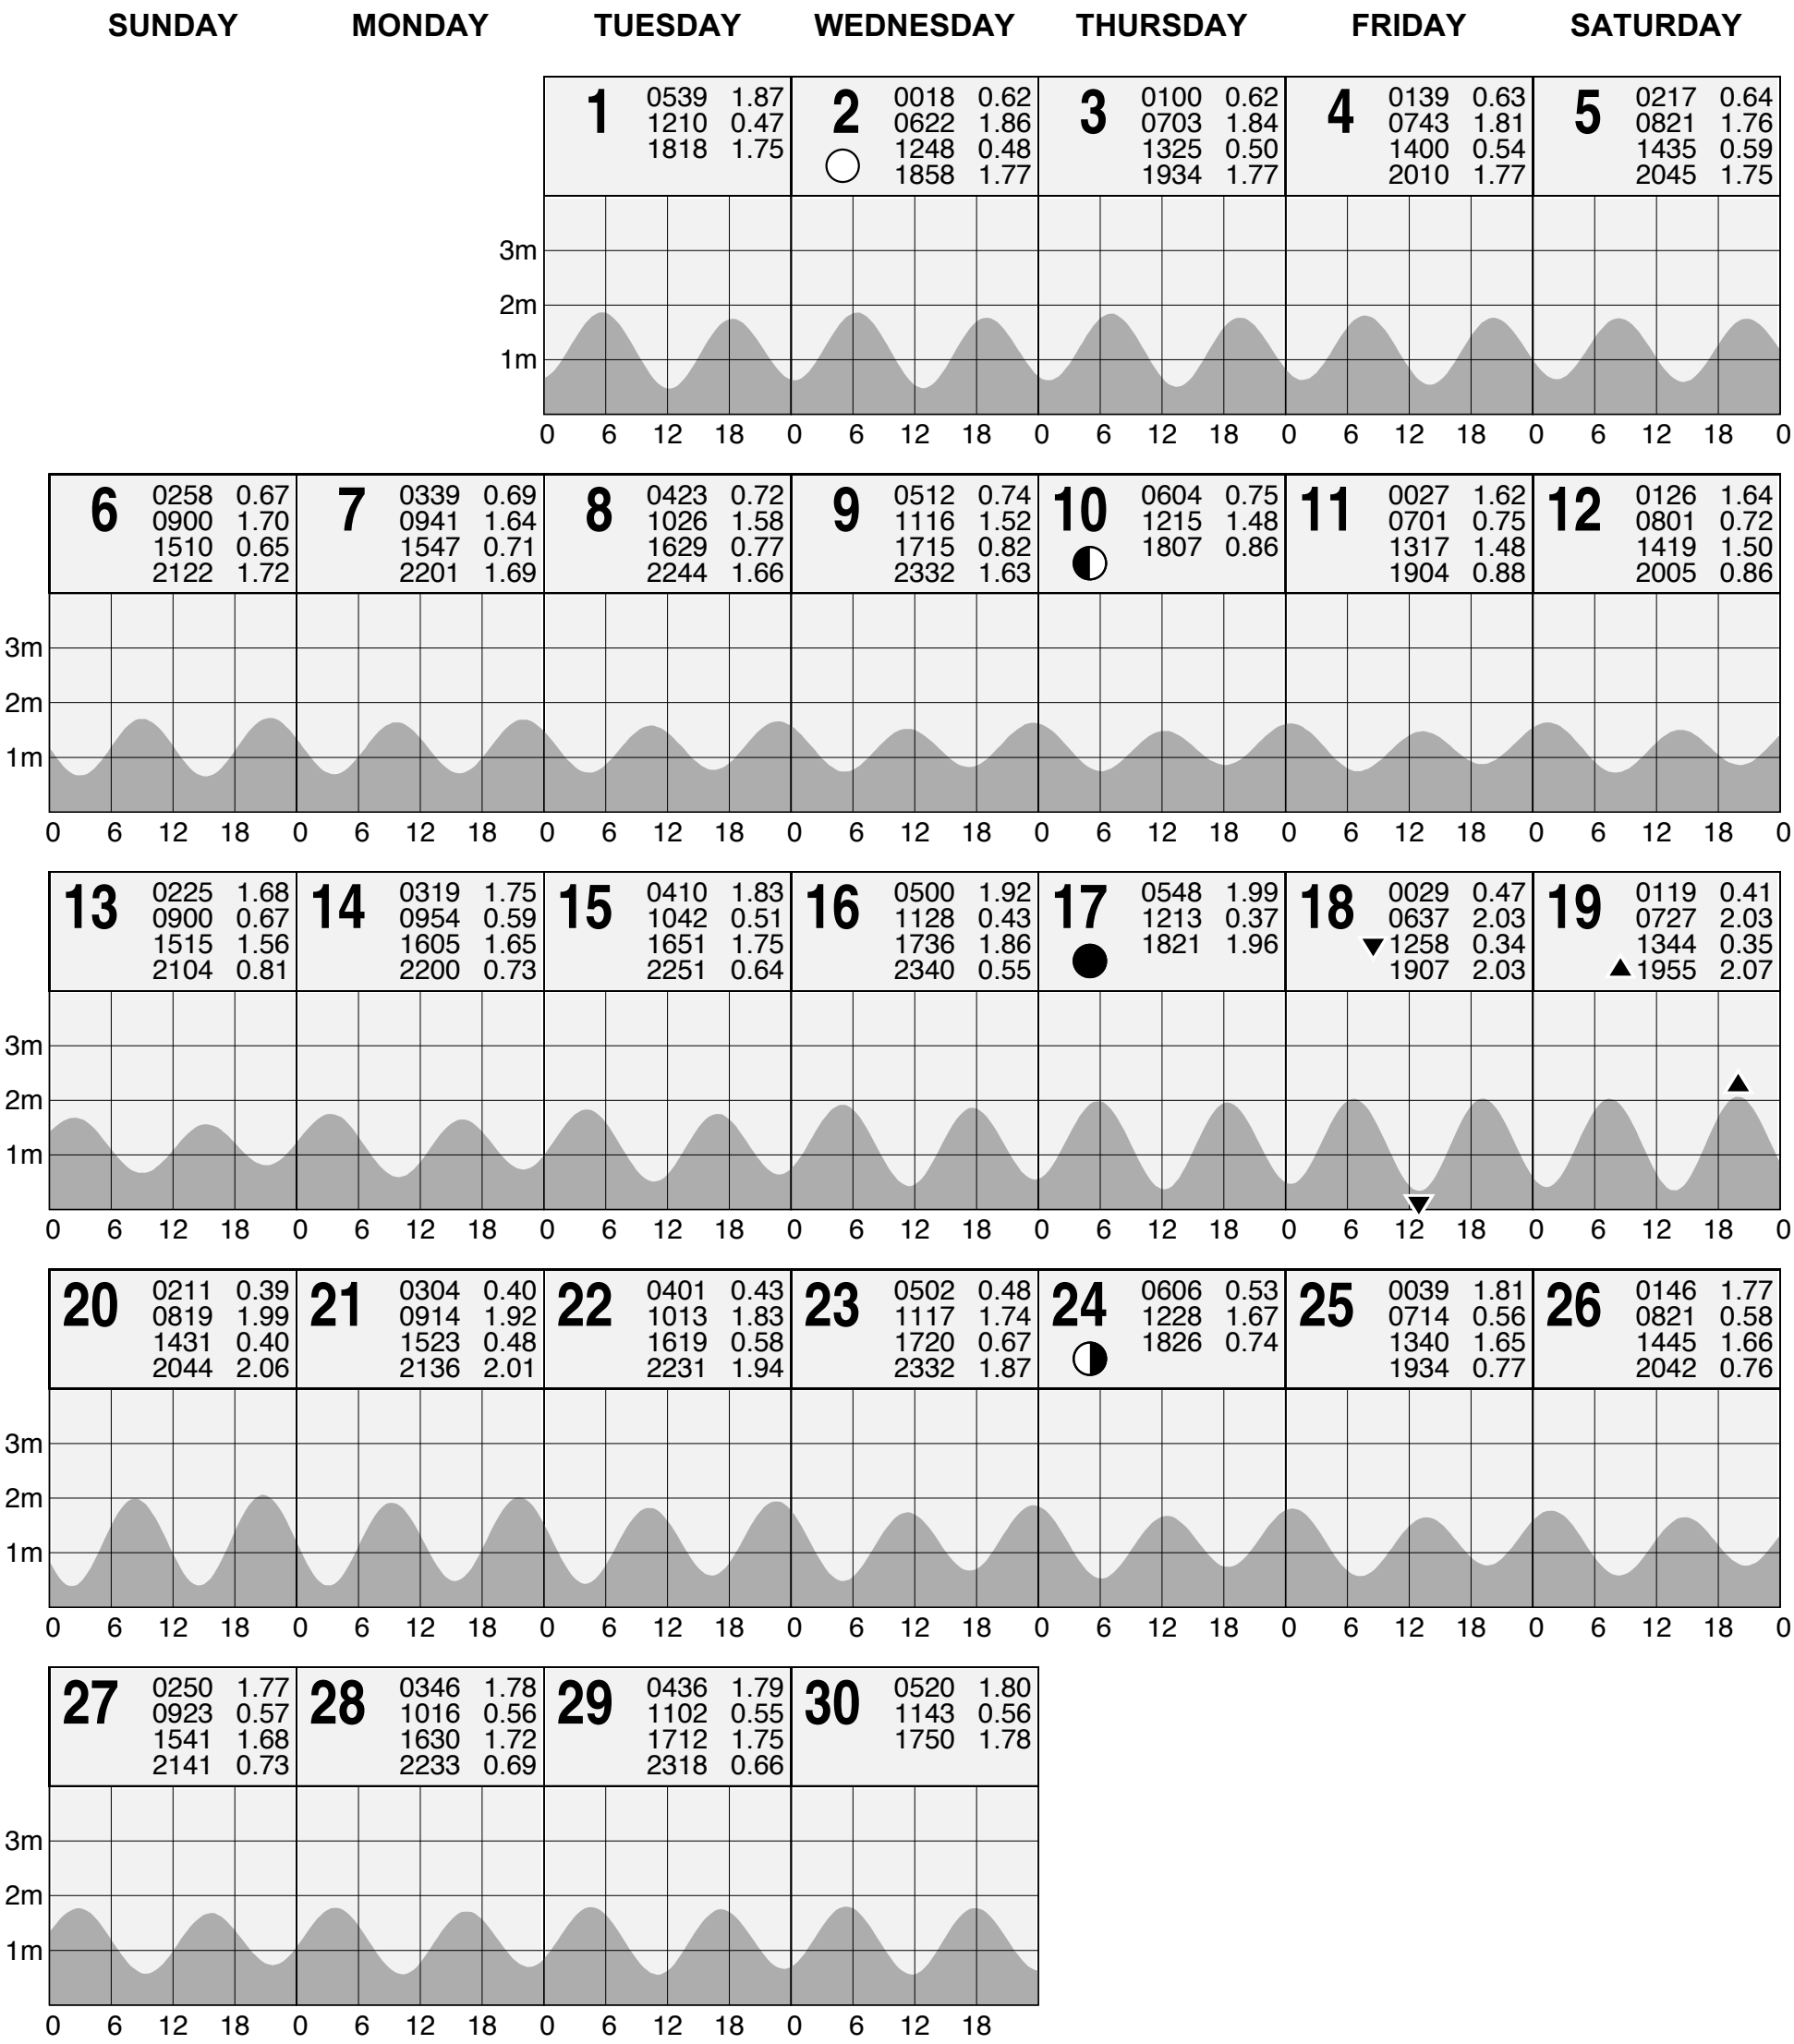 SUNDAY MONDAY TUESDAY WEDNESDAY THURSDAY FRIDAY SATURDAY
1 0539 1.87
1210 0.47
1818 1.75
2 0018 0.62
0622 1.86
1248 0.48
1858 1.77
3 0100 0.62
0703 1.84
1325 0.50
1934 1.77
4 0139 0.63
0743 1.81
1400 0.54
2010 1.77
5 0217 0.64
0821 1.76
1435 0.59
2045 1.75
3m
2m
1m
0 6 12 18 0 6 12 18 0 6 12 18 0 6 12 18 0 6 12 18 0
6 0258 0.67
0900 1.70
1510 0.65
2122 1.72
7 0339 0.69
0941 1.64
1547 0.71
2201 1.69
8 0423 0.72
1026 1.58
1629 0.77
2244 1.66
9 0512 0.74
1116 1.52
1715 0.82
2332 1.63
10 0604 0.75
1215 1.48
1807 0.86
11 0027 1.62
0701 0.75
1317 1.48
1904 0.88
12 0126 1.64
0801 0.72
1419 1.50
2005 0.86
3m
2m
1m
0 6 12 18 0 6 12 18 0 6 12 18 0 6 12 18 0 6 12 18 0 6 12 18 0 6 12 18 0
13 0225 1.68
0900 0.67
1515 1.56
2104 0.81
14 0319 1.75
0954 0.59
1605 1.65
2200 0.73
15 0410 1.83
1042 0.51
1651 1.75
2251 0.64
16 0500 1.92
1128 0.43
1736 1.86
2340 0.55
17 0548 1.99
1213 0.37
1821 1.96
18 0029 0.47
0637 2.03
1258 0.34
1907 2.03
19 0119 0.41
0727 2.03
1344 0.35
1955 2.07
3m
2m
1m
0 6 12 18 0 6 12 18 0 6 12 18 0 6 12 18 0 6 12 18 0 6 12 18 0 6 12 18 0
20 0211 0.39
0819 1.99
1431 0.40
2044 2.06
21 0304 0.40
0914 1.92
1523 0.48
2136 2.01
22 0401 0.43
1013 1.83
1619 0.58
2231 1.94
23 0502 0.48
1117 1.74
1720 0.67
2332 1.87
24 0606 0.53
1228 1.67
1826 0.74
25 0039 1.81
0714 0.56
1340 1.65
1934 0.77
26 0146 1.77
0821 0.58
1445 1.66
2042 0.76
3m
2m
1m
0 6 12 18 0 6 12 18 0 6 12 18 0 6 12 18 0 6 12 18 0 6 12 18 0 6 12 18 0
27 0250 1.77
0923 0.57
1541 1.68
2141 0.73
28 0346 1.78
1016 0.56
1630 1.72
2233 0.69
29 0436 1.79
1102 0.55
1712 1.75
2318 0.66
30 0520 1.80
1143 0.56
1750 1.78
3m
2m
1m
0 6 12 18 0 6 12 18 0 6 12 18 0 6 12 18